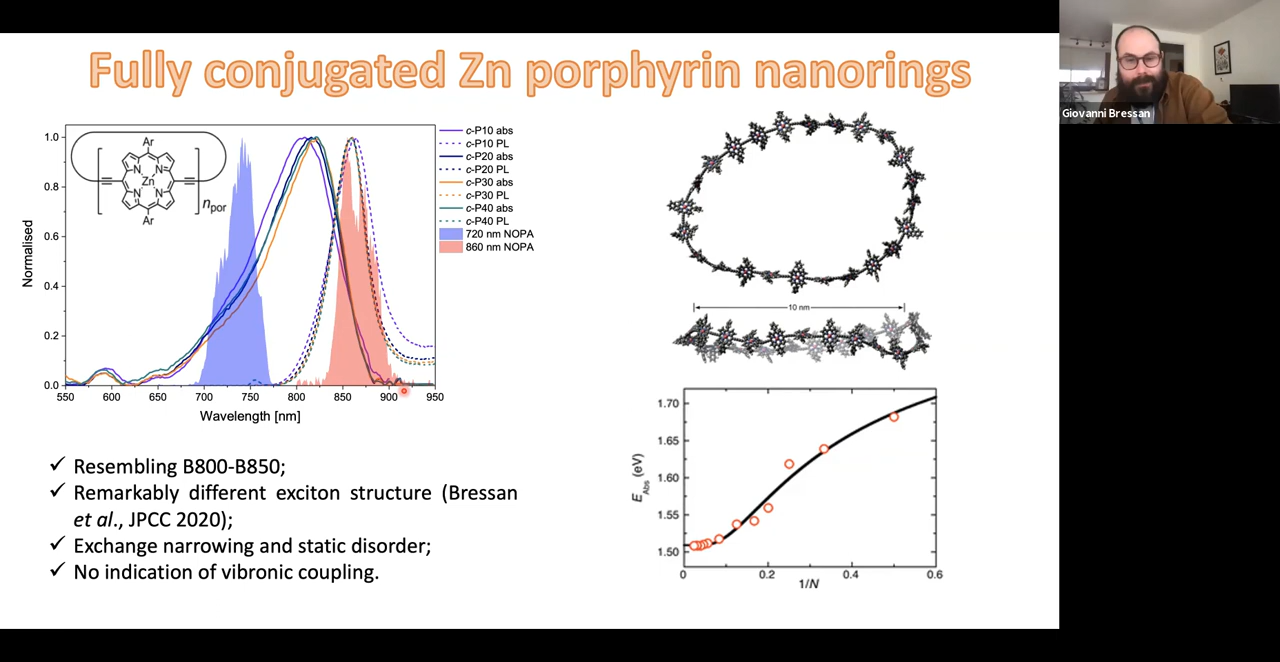 Fully conjugated Zn porphyrin nanorings
Giovanni Bressan
Normalised
1.0
0.8
0.6
0.4
0.2
0.0
550
600
650
700
750
800
850
900
950
Wavelength [nm]
Ar
N
N
Zn
N
N
Ar
n por
c-P10 abs
c-P10 PL
c-P20 abs
c-P20 PL
c-P30 abs
c-P30 PL
c-P40 abs
c-P40 PL
720 nm NOPA
860 nm NOPA
10 nm
E Abs (eV)
1.70
1.65
1.60
1.55
1.50
0
0.2
0.4
0.6
1/N
✓ Resembling B800-B850;
✓ Remarkably different exciton structure (Bressan
et al., JPCC 2020);
✓ Exchange narrowing and static disorder;
✓ No indication of vibronic coupling.